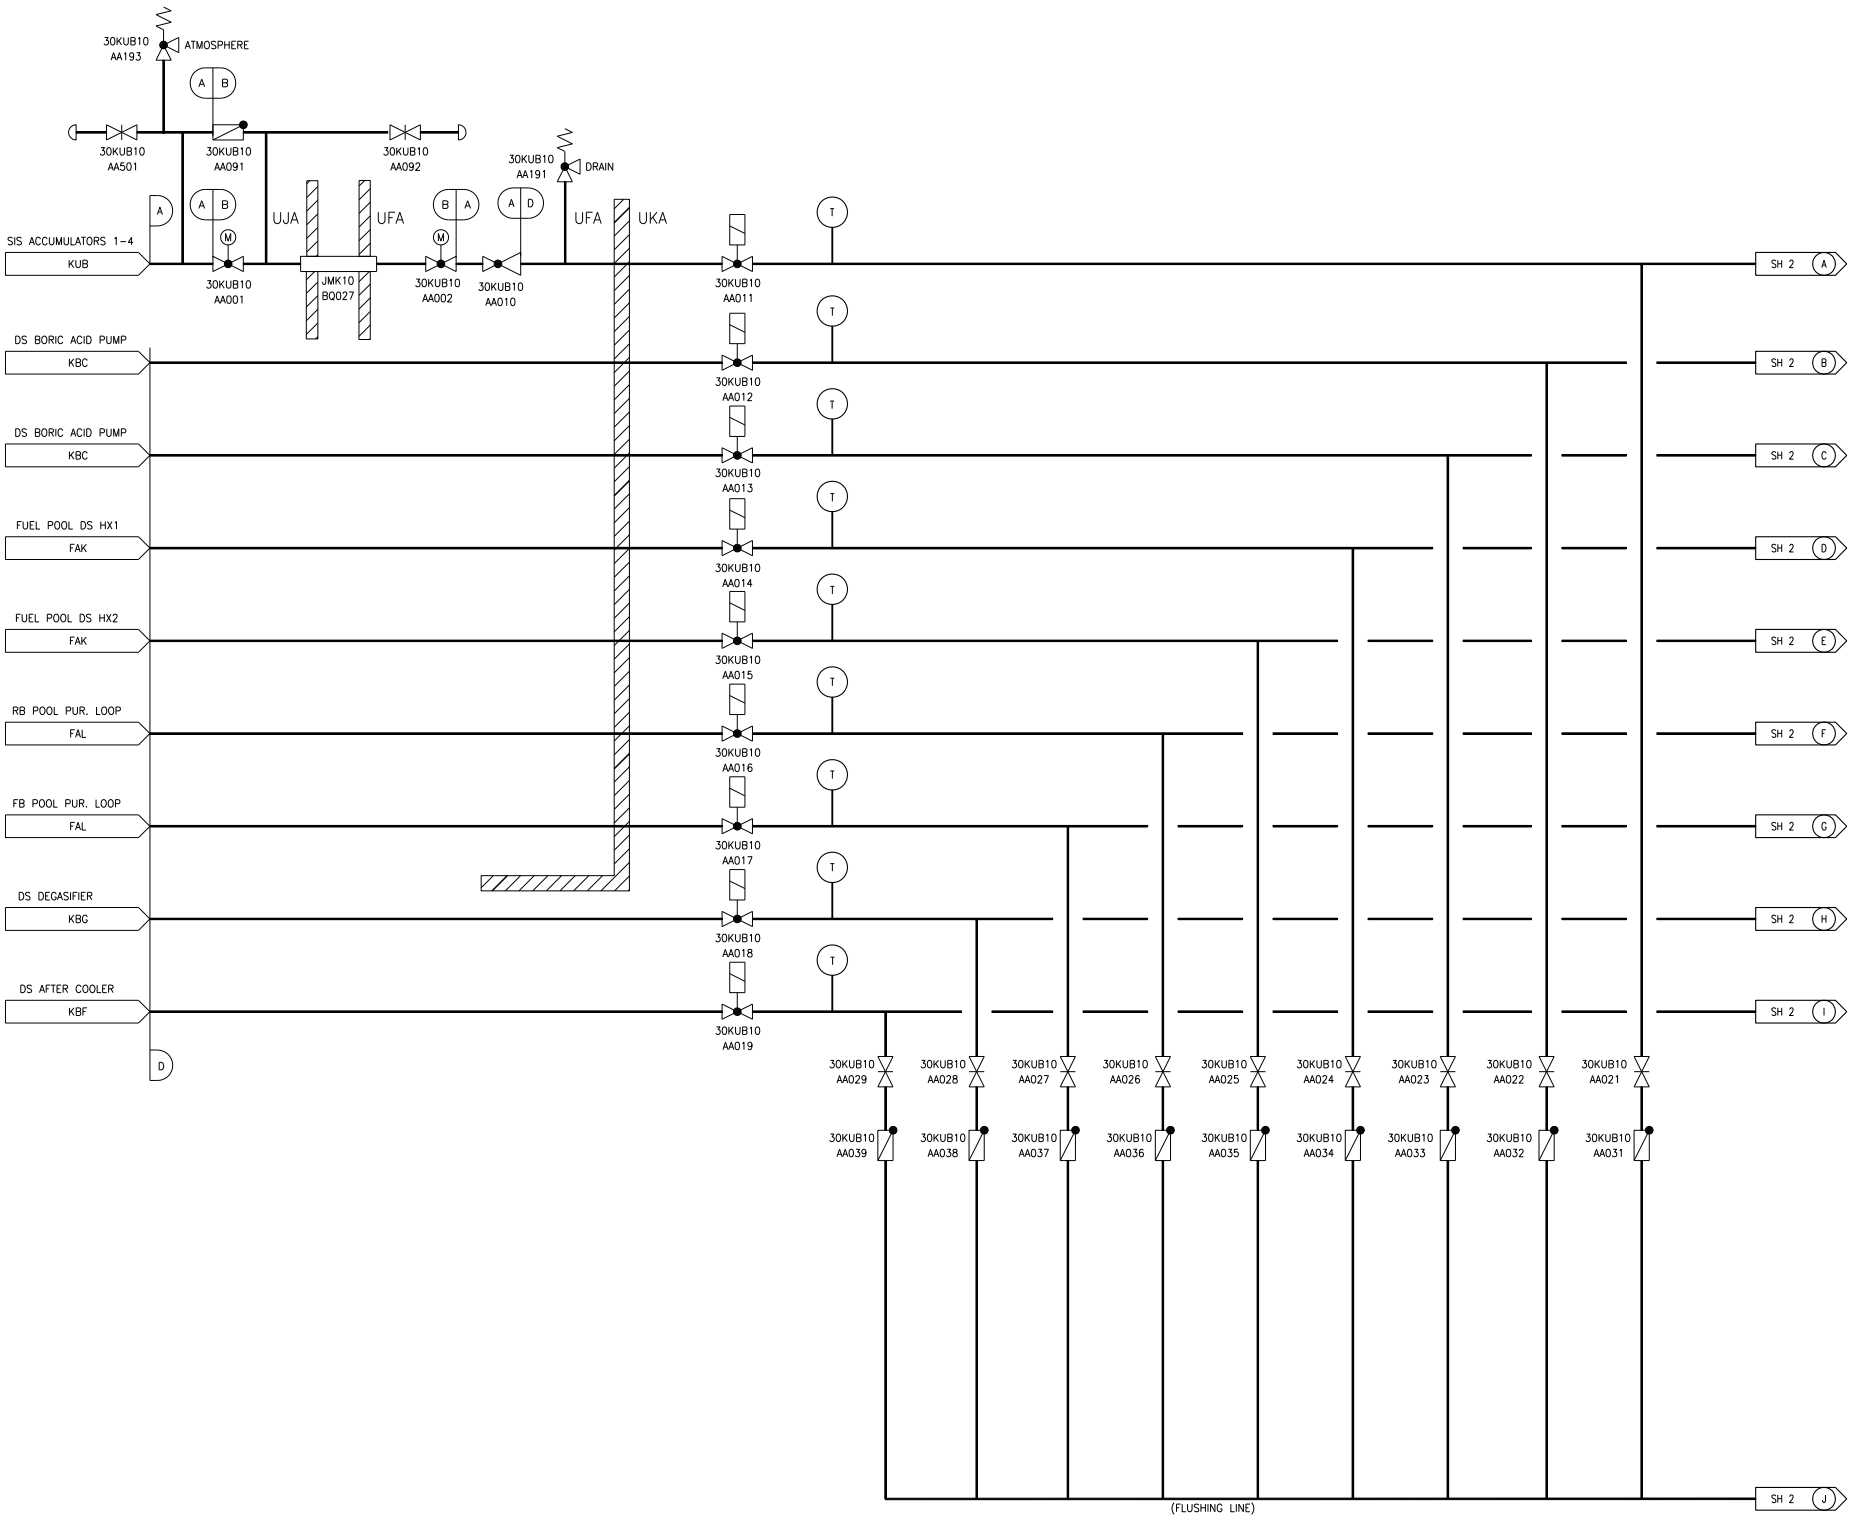 30KUB10
AA193
ATMOSPHERE
A B
30KUB10
AA501
30KUB10
AA091
30KUB10
AA092
30KUB10
AA191
DRAIN
A
A B
M
UJA
UFA
B A
M
A D
UFA
UKA
T
SIS ACCUMULATORS 1-4
KUB
30KUB10
AA001
JMK10
BQ027
30KUB10
AA002
30KUB10
AA010
30KUB10
AA011
SH 2 A
T
DS BORIC ACID PUMP
KBC
30KUB10
AA012
SH 2 B
T
DS BORIC ACID PUMP
KBC
30KUB10
AA013
SH 2 C
T
FUEL POOL DS HX1
FAK
30KUB10
AA014
SH 2 D
T
FUEL POOL DS HX2
FAK
30KUB10
AA015
SH 2 E
T
RB POOL PUR. LOOP
FAL
30KUB10
AA016
SH 2 F
T
FB POOL PUR. LOOP
FAL
30KUB10
AA017
SH 2 G
T
DS DEGASIFIER
KBG
30KUB10
AA018
SH 2 H
T
DS AFTER COOLER
KBF
30KUB10
AA019
SH 2 I
D
30KUB10
AA029
30KUB10
AA028
30KUB10
AA027
30KUB10
AA026
30KUB10
AA025
30KUB10
AA024
30KUB10
AA023
30KUB10
AA022
30KUB10
AA021
30KUB10
AA039
30KUB10
AA038
30KUB10
AA037
30KUB10
AA036
30KUB10
AA035
30KUB10
AA034
30KUB10
AA033
30KUB10
AA032
30KUB10
AA031
(FLUSHING LINE)
SH 2 J